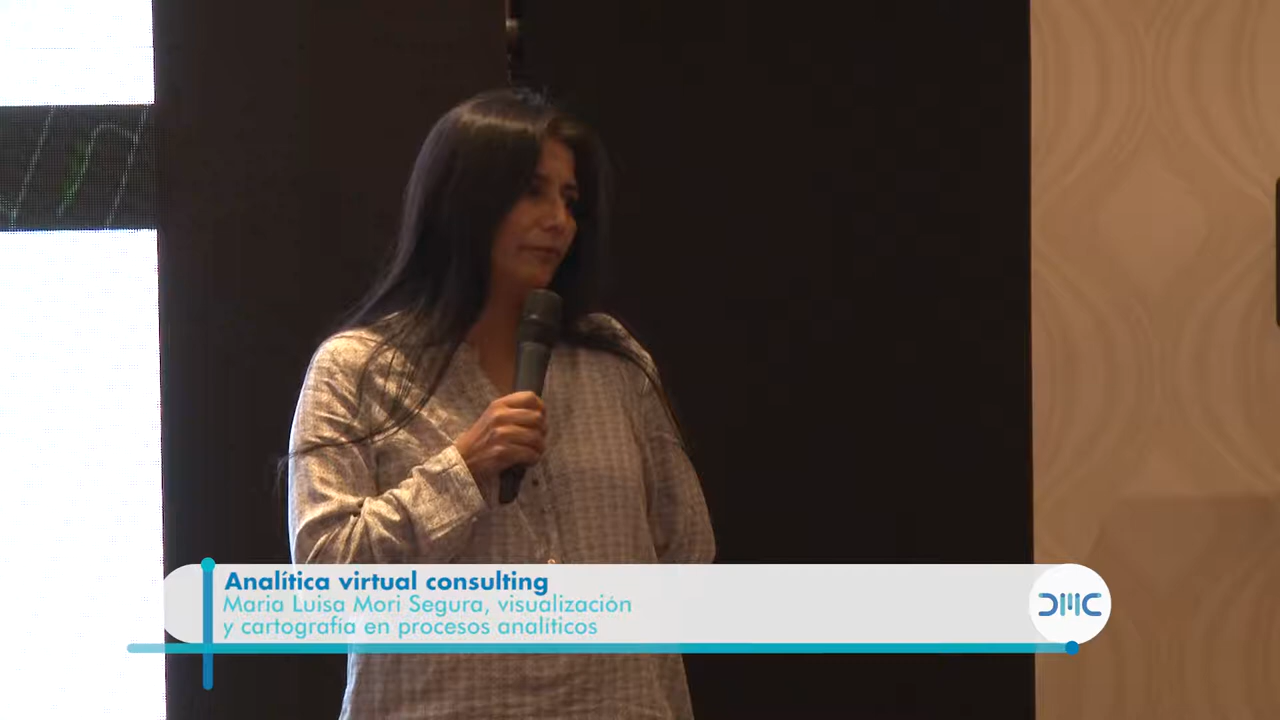 Analítica virtual consulting
Maria Luisa Mori Segura, visualización
y cartografía en procesos analíticos
DMC